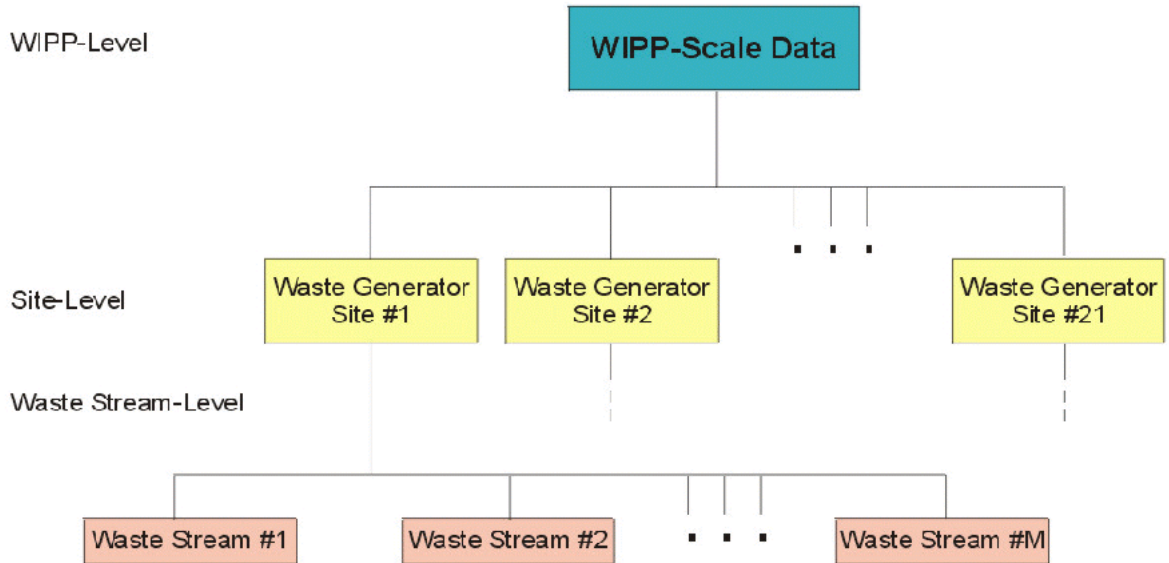 WIPP-Level
WIPP-Scale Data
Site-Level
Waste Generator
Site #1
Waste Generator
Site #2
Waste Generator
Site #21
Waste Stream-Level
Waste Stream #1
Waste Stream #2
Waste Stream #M